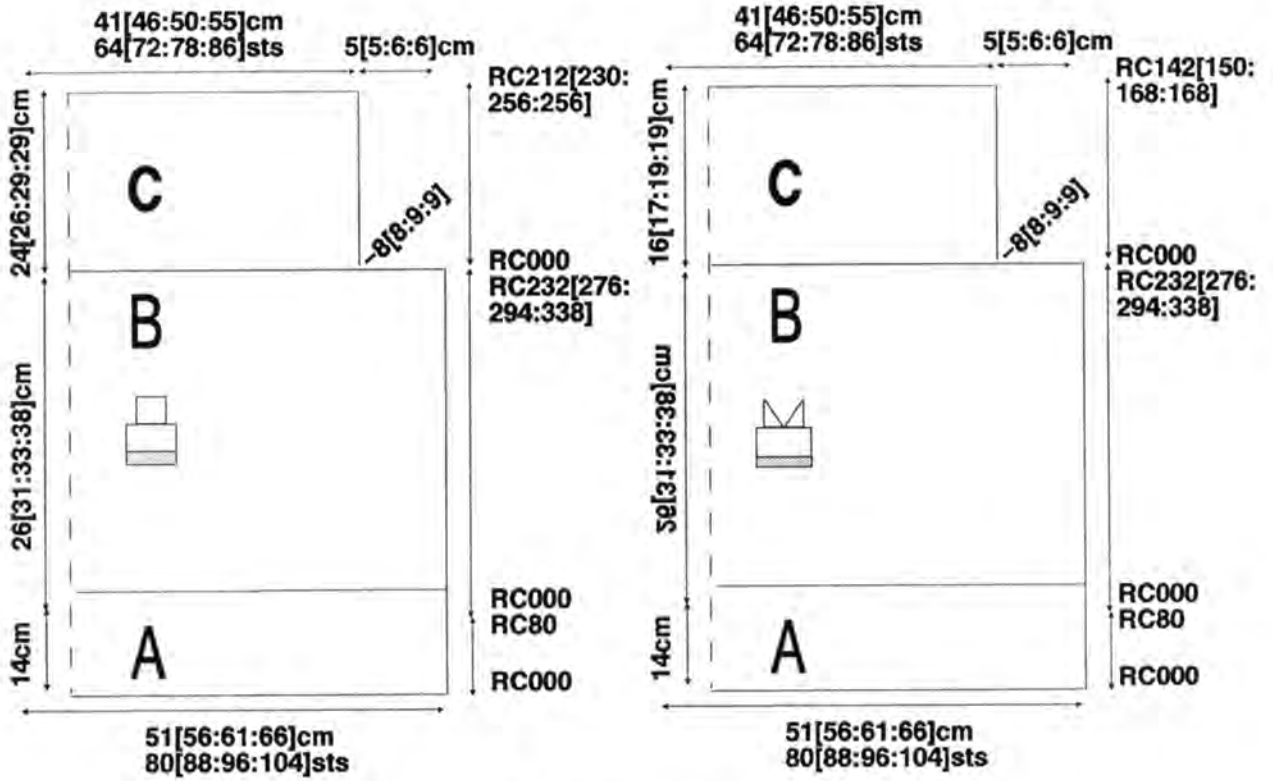 41[46:50:55]cm
64[72:78:86]sts
5[5:6:6]cm
RC212[230:
256:256]
24[26:29:29]cm
C
-8[8:9:9]
RC000
RC232[276:
294:338]
B
26[31:33:38]cm
RC000
RC80
14cm
A
RC000
51[56:61:66]cm
80[88:96:104]sts
41[46:50:55]cm
64[72:78:86]sts
5[5:6:6]cm
RC142[150:
168:168]
16[17:19:19]cm
C
-8[8:9:9]
RC000
RC232[276:
294:338]
B
26[31:33:38]cm
RC000
RC80
14cm
A
RC000
51[56:61:66]cm
80[88:96:104]sts